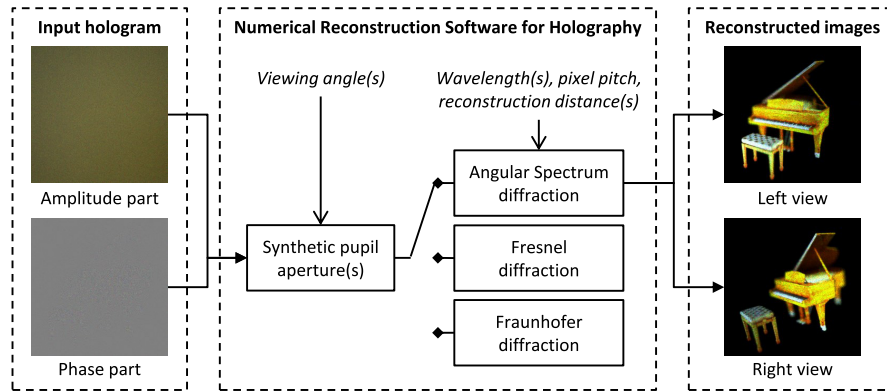 Input hologram
Amplitude part
Phase part
Numerical Reconstruction Software for Holography
Viewing angle(s)
Wavelength(s), pixel pitch,
reconstruction distance(s)
Synthetic pupil
aperture(s)
Angular Spectrum
diffraction
Fresnel
diffraction
Fraunhofer
diffraction
Reconstructed images
Left view
Right view